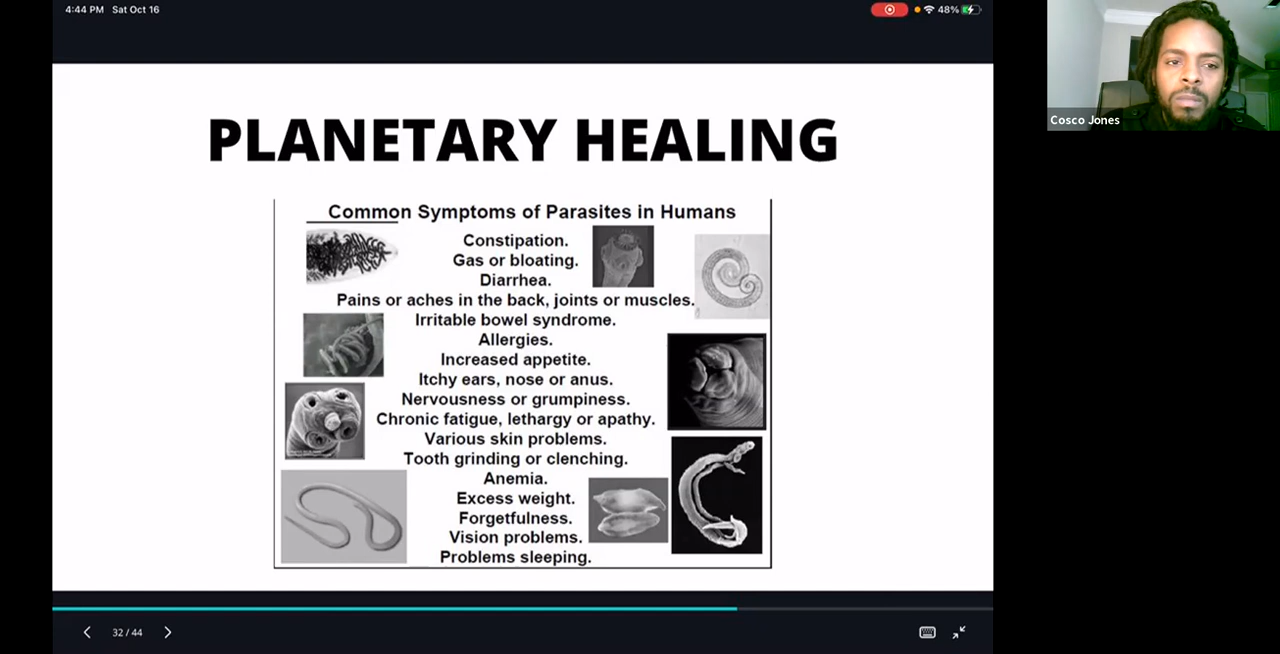 4:44 PM Sat Oct 16
48%
PLANETARY HEALING
Common Symptoms of Parasites in Humans
Constipation.
Gas or bloating.
Diarrhea.
Pains or aches in the back, joints or muscles.
Irritable bowel syndrome.
Allergies.
Increased appetite.
Itchy ears, nose or anus.
Nervousness or grumpiness.
Chronic fatigue, lethargy or apathy.
Various skin problems.
Tooth grinding or clenching.
Anemia.
Excess weight.
Forgetfulness.
Vision problems.
Problems sleeping.
32 / 44
Cosco Jones